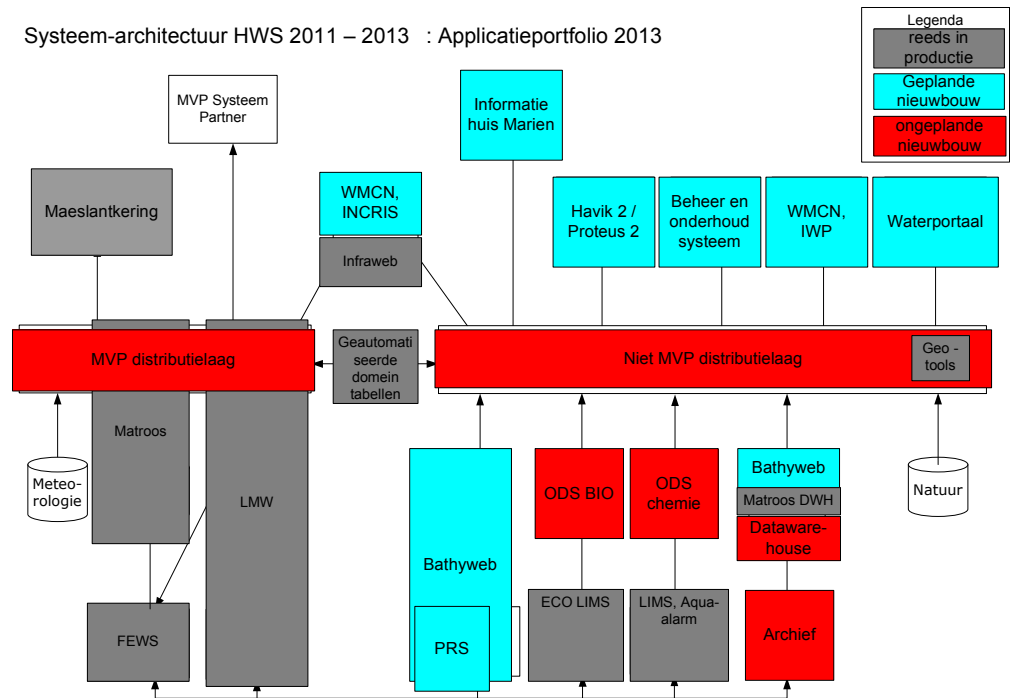 Systeem-architectuur HWS 2011 – 2013 : Applicatieportfolio 2013
Legenda
reeds in
productie
Geplande
nieuwbouw
ongeplande
nieuwbouw
MVP Systeem
Partner
Informatie
huis Marien
Maeslantkering
WMCN,
INCRIS
Infraweb
Havik 2 /
Proteus 2
Beheer en
onderhoud
systeem
WMCN,
IWP
Waterportaal
MVP distributielaag
Geautomati
seerde
domein
tabellen
Niet MVP distributielaag
Geo -
tools
Matroos
Meteo-
rologie
LMW
Bathyweb
ODS BIO
ODS
chemie
Bathyweb
Matroos DWH
Dataware-
house
Natuur
FEWS
PRS
ECO LIMS
LIMS, Aqua-
alarm
Archief